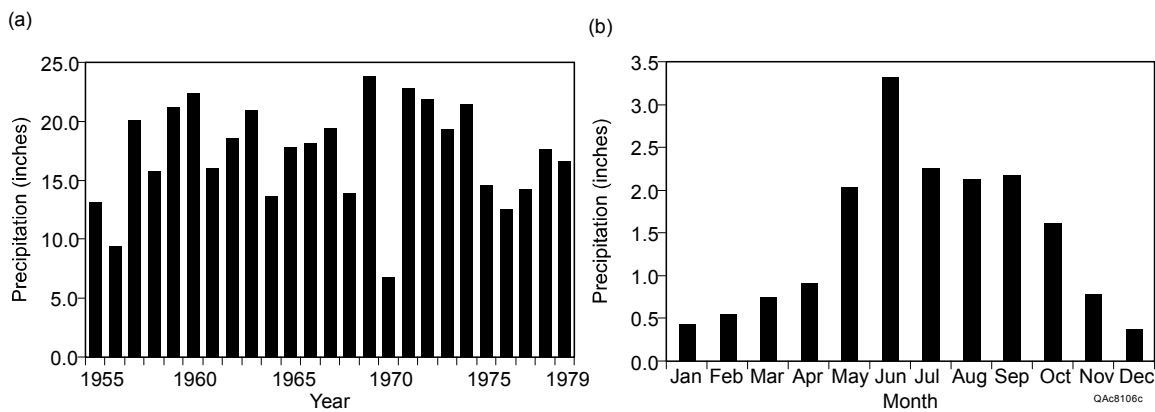 (a)
25.0
20.0
15.0
10.0
5.0
0.0
Precipitation (inches)
1955 1960 1965 1970 1975 1979
Year
(b)
3.5
3.0
2.5
2.0
1.5
1.0
0.5
0.0
Precipitation (inches)
Jan Feb Mar Apr May Jun Jul Aug Sep Oct Nov Dec
Month
QAc8106c